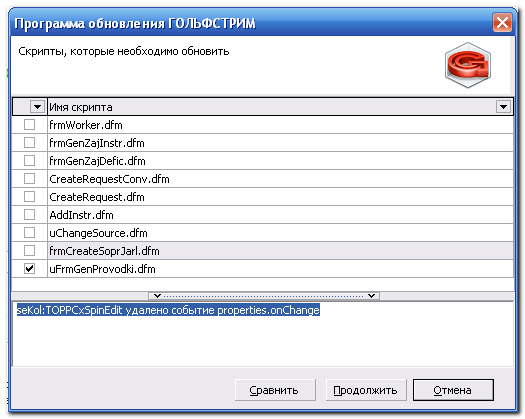 Программа обновления ГОЛЬФСТРИМ
Скрипты, которые необходимо обновить
Имя скрипта
frmWorker.dfm
frmGenZajInstr.dfm
frmGenZajDefic.dfm
CreateRequestConv.dfm
CreateRequest.dfm
AddInstr.dfm
uChangeSource.dfm
frmCreateSoprJarl.dfm
uFrmGenProvodki.dfm
seKol:TOPPCxSpinEdit удалено событие properties.onChange
Сравнить Продолжить Отмена